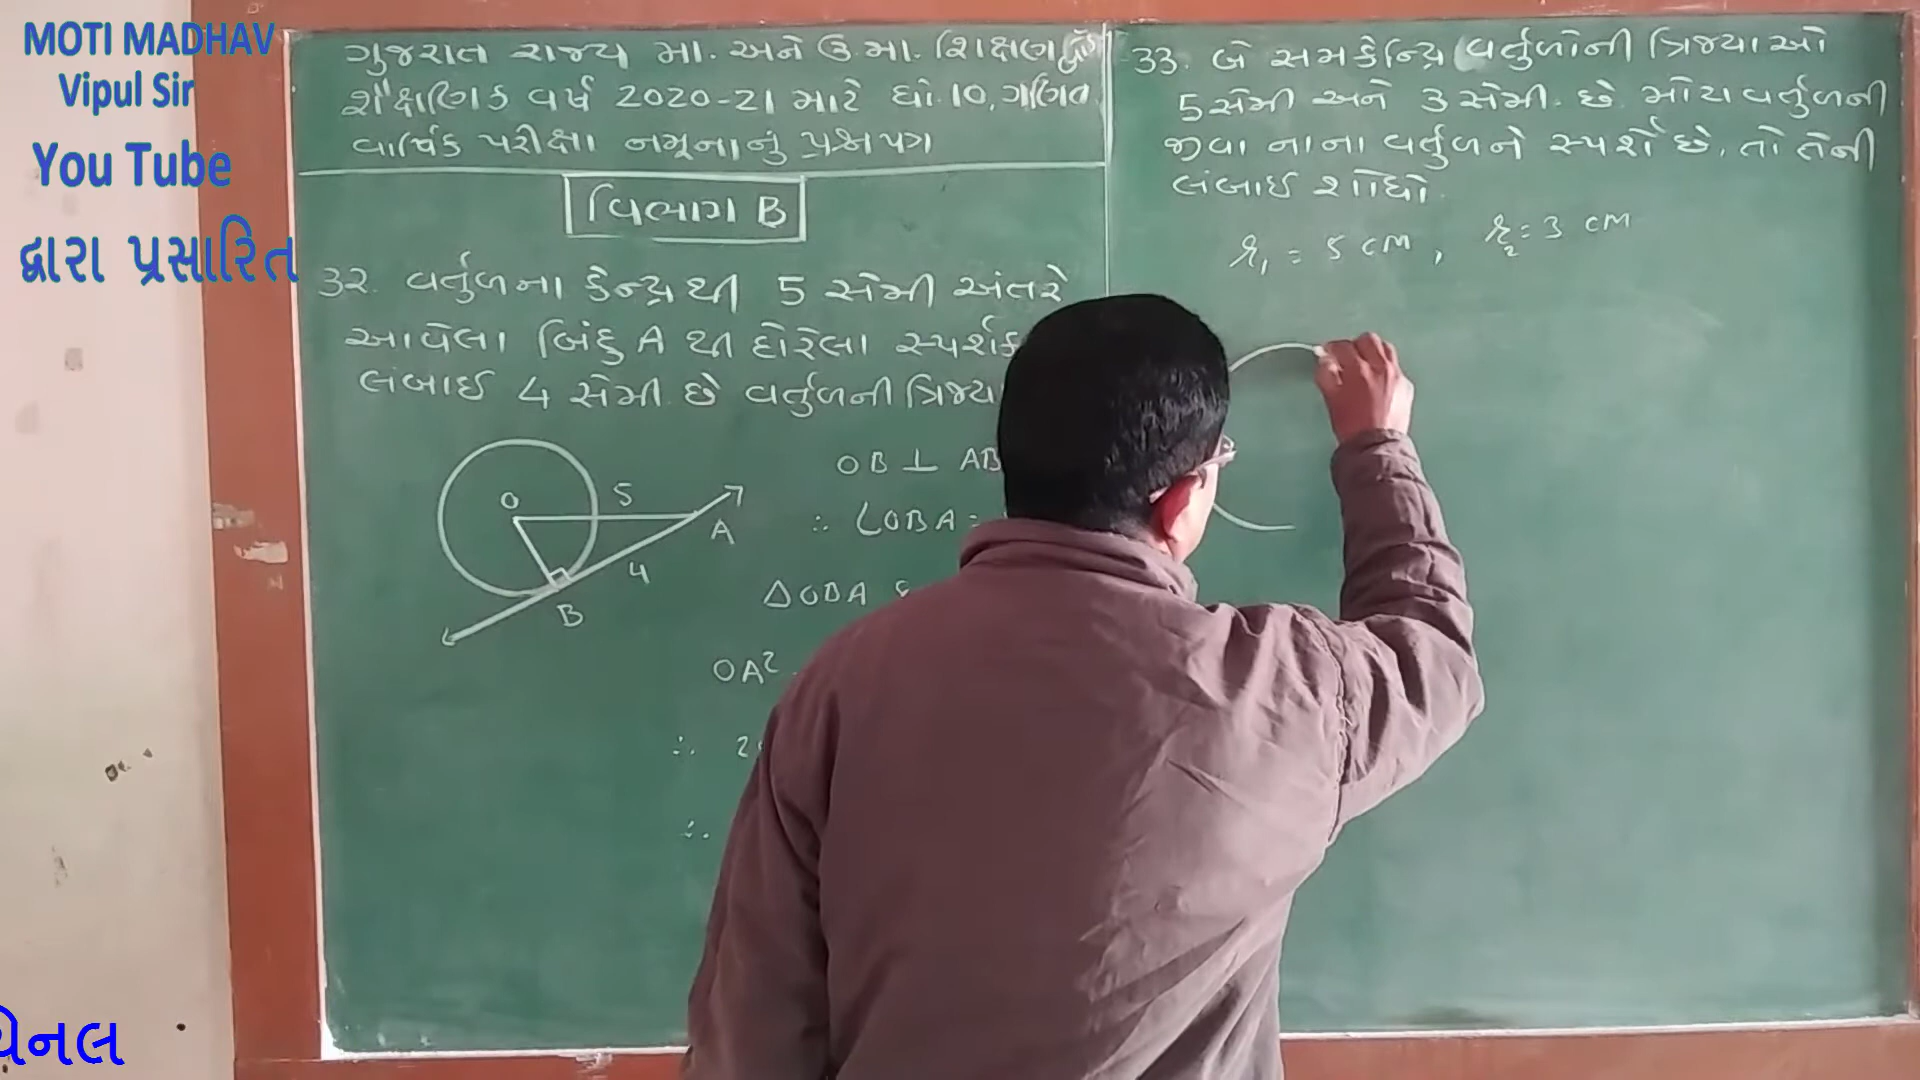 MOTI MADHAV
Vipul Sir
You Tube
દ્વારા પ્રસારિત
ગુજરાત રાજ્ય મા. અને ઉ.મા. શિક્ષણ
શૈક્ષણિક વર્ષ 2020-21 માટે ધો.10, ગણિત
વાર્ષિક પરીક્ષા નમૂનાનું પ્રશ્નપત્ર
વિભાગ B
32. વર્તુળના કેન્દ્રથી 5 સેમી અંતરે
આવેલા બિંદુ A થી દોરેલા સ્પર્શક
લંબાઈ 4 સેમી છે વર્તુળની ત્રિજ્યા
O
5
A
4
B
OB ⊥ AB
∴ ∠OBA =
△OBA
OA²
∴ 2
∴
33. બે સમકેન્દ્રિ વર્તુળોની ત્રિજ્યાઓ
5 સેમી અને 3 સેમી. છે મોટા વર્તુળની
જીવા નાના વર્તુળને સ્પર્શે છે, તો તેની
લંબાઈ શોધો.
r₁ = 5 cm, r₂ = 3 cm
ચેનલ